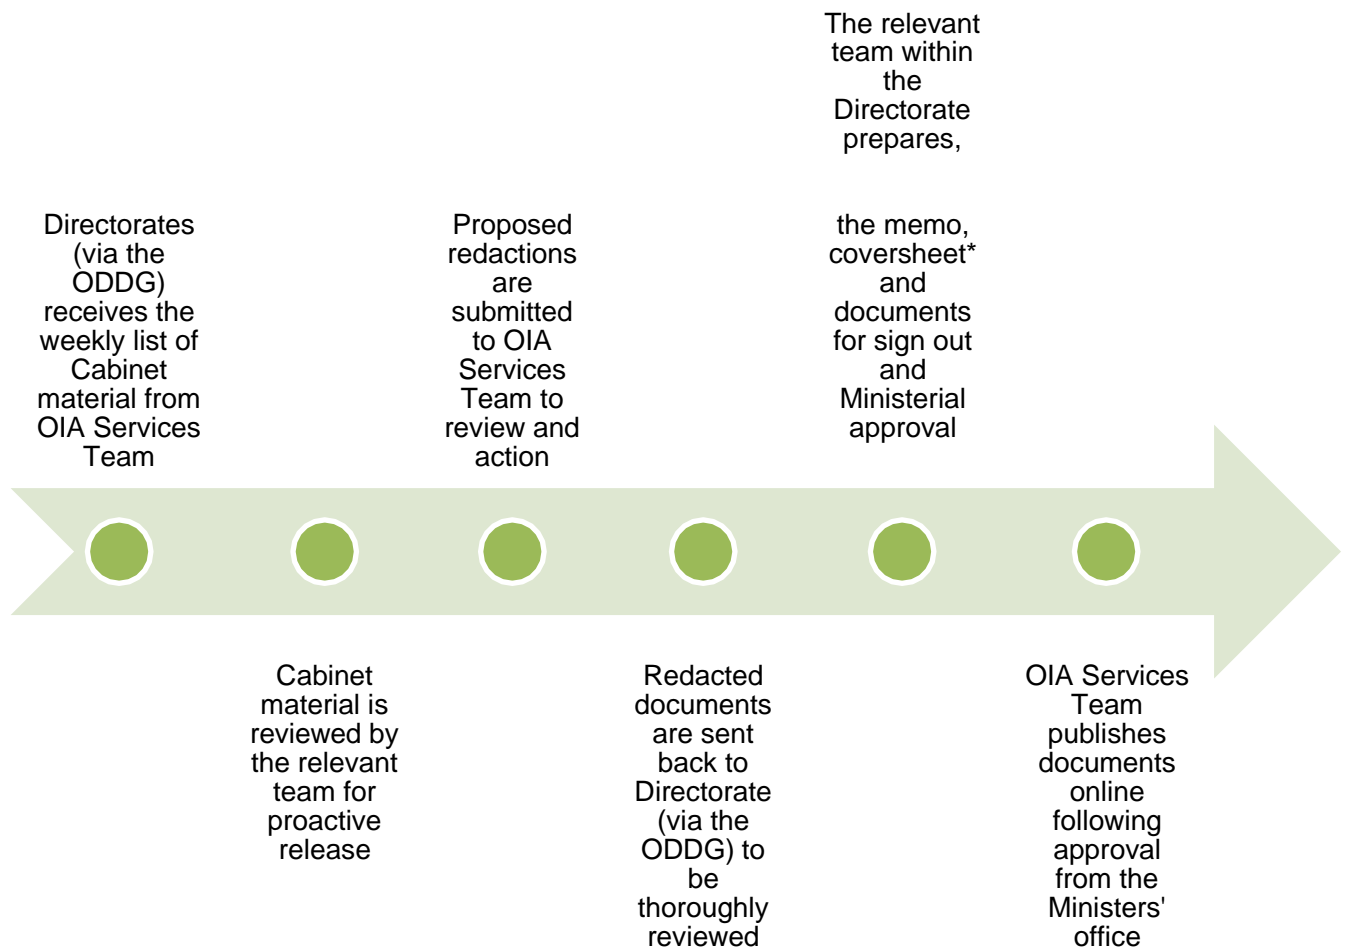 Directorates
(via the
ODDG)
receives the
weekly list of
Cabinet
material from
OIA Services
Team
Cabinet
material is
reviewed by
the relevant
team for
proactive
release
Proposed
redactions
are
submitted
to OIA
Services
Team to
review and
action
Redacted
documents
are sent
back to
Directorate
(via the
ODDG) to
be
thoroughly
reviewed
The relevant
team within
the
Directorate
prepares,
the memo,
coversheet*
and
documents
for sign out
and
Ministerial
approval
OIA Services
Team
publishes
documents
online
following
approval
from the
Ministers'
office